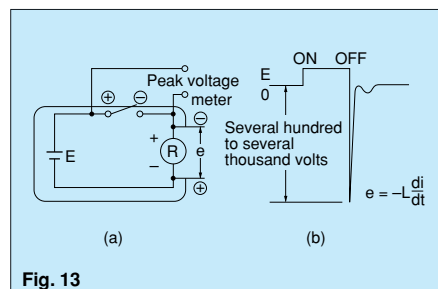 Peak voltage
meter
⊕ ⊖
E
+
R
−
⊖
e
⊕
(a)
ON OFF
E
0
Several hundred
to several
thousand volts
e = –L di/dt
(b)
Fig. 13